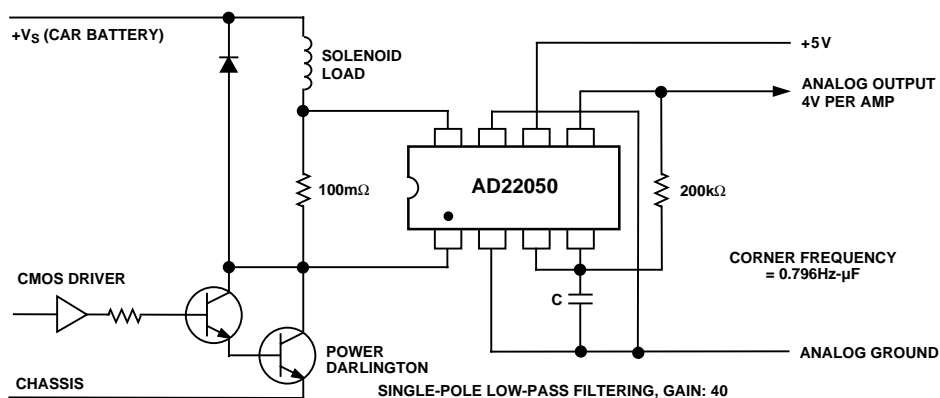 +VS (CAR BATTERY)
SOLENOID
LOAD
+5V
ANALOG OUTPUT
4V PER AMP
100mΩ
AD22050
200kΩ
CORNER FREQUENCY
= 0.796Hz-µF
CMOS DRIVER
C
POWER
DARLINGTON
ANALOG GROUND
CHASSIS
SINGLE-POLE LOW-PASS FILTERING, GAIN: 40